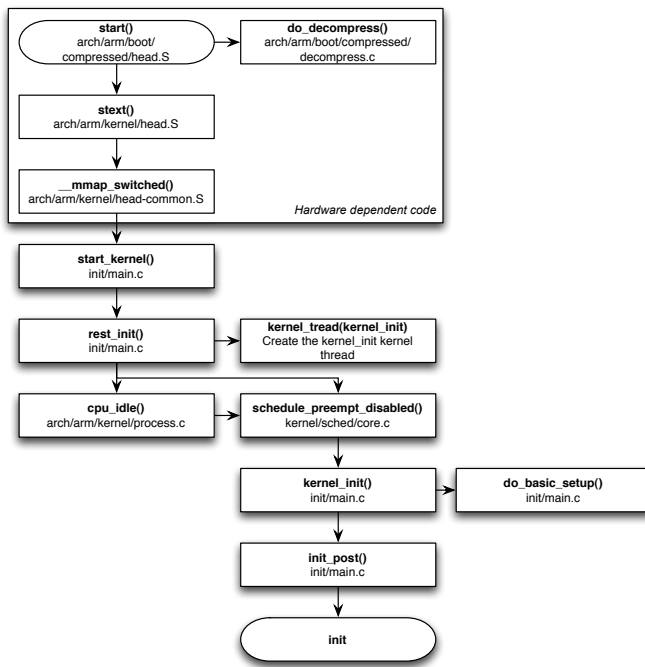 start()
arch/arm/boot/
compressed/head.S
do_decompress()
arch/arm/boot/compressed/
decompress.c
stext()
arch/arm/kernel/head.S
__mmap_switched()
arch/arm/kernel/head-common.S
Hardware dependent code
start_kernel()
init/main.c
rest_init()
init/main.c
kernel_tread(kernel_init)
Create the kernel_init kernel
thread
cpu_idle()
arch/arm/kernel/process.c
schedule_preempt_disabled()
kernel/sched/core.c
kernel_init()
init/main.c
do_basic_setup()
init/main.c
init_post()
init/main.c
init